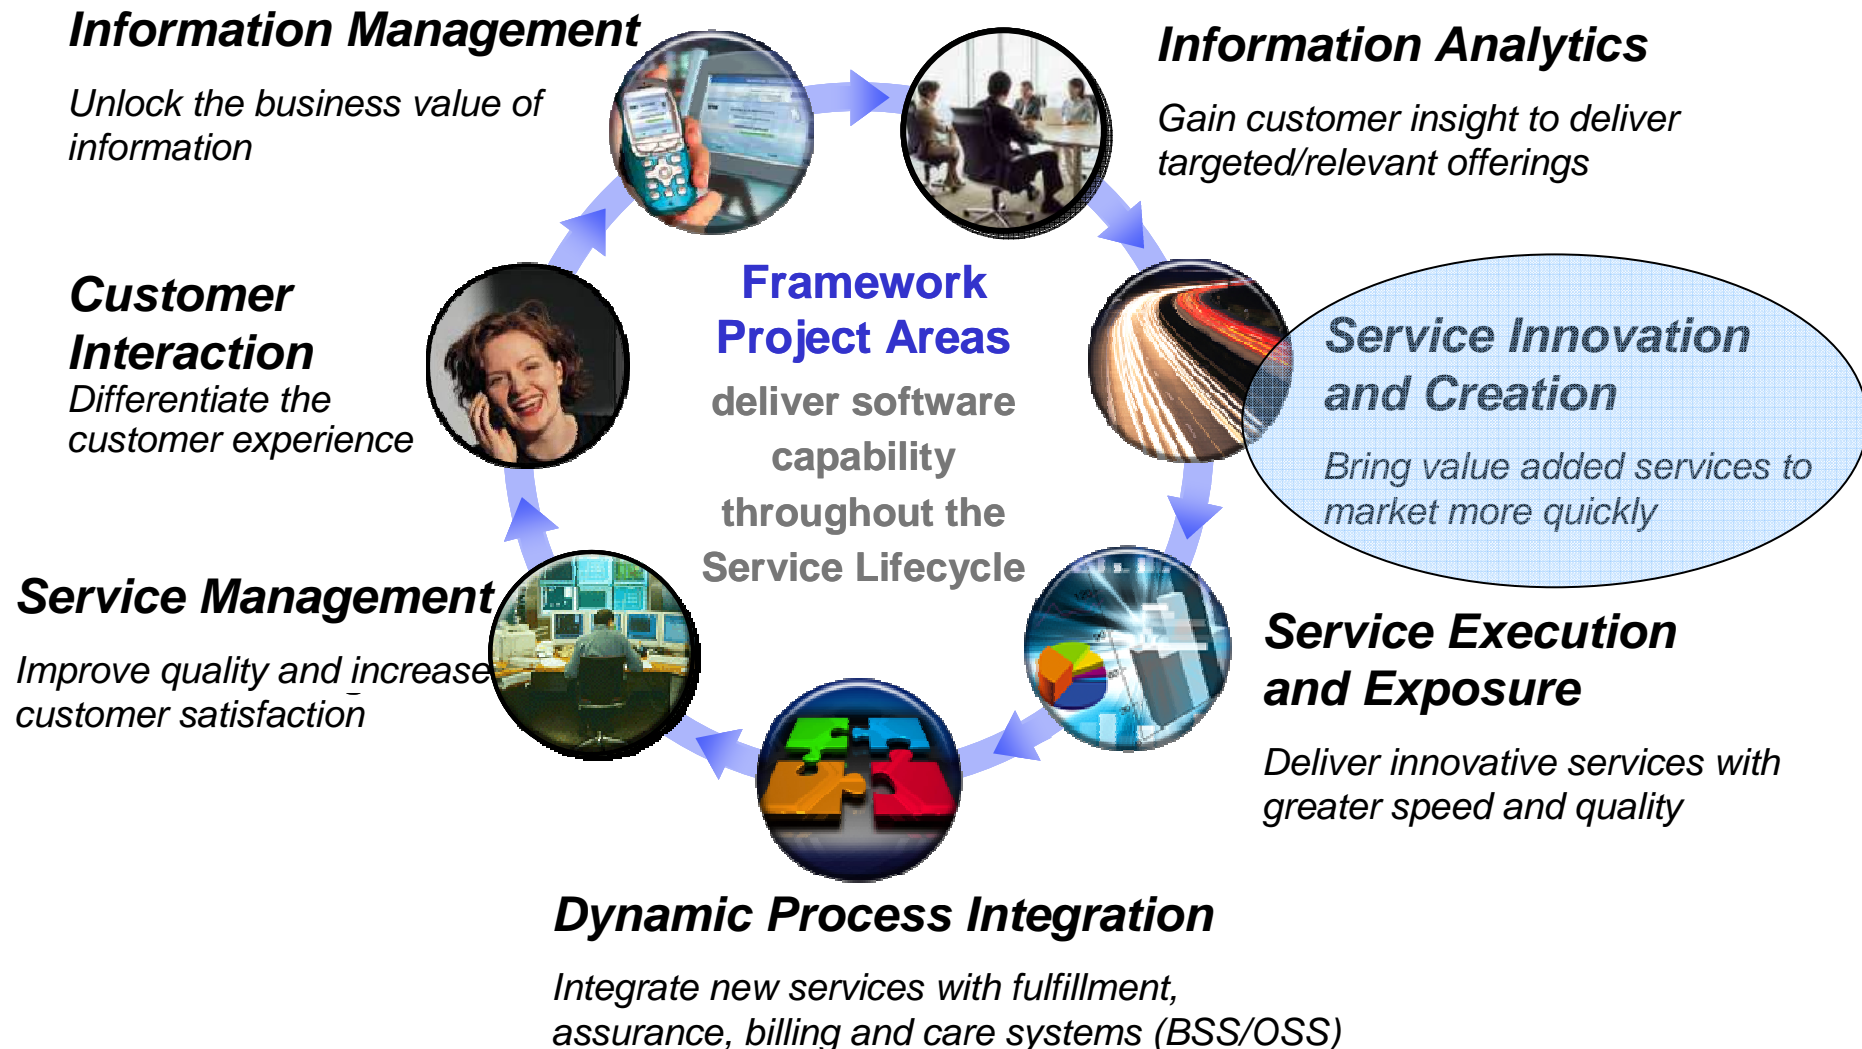 Information Management
Unlock the business value of
information
Information Analytics
Gain customer insight to deliver
targeted/relevant offerings
Customer
Interaction
Differentiate the
customer experience
Framework
Project Areas
deliver software
capability
throughout the
Service Lifecycle
Service Innovation
and Creation
Bring value added services to
market more quickly
Service Management
Improve quality and increase
customer satisfaction
Service Execution
and Exposure
Deliver innovative services with
greater speed and quality
Dynamic Process Integration
Integrate new services with fulfillment,
assurance, billing and care systems (BSS/OSS)